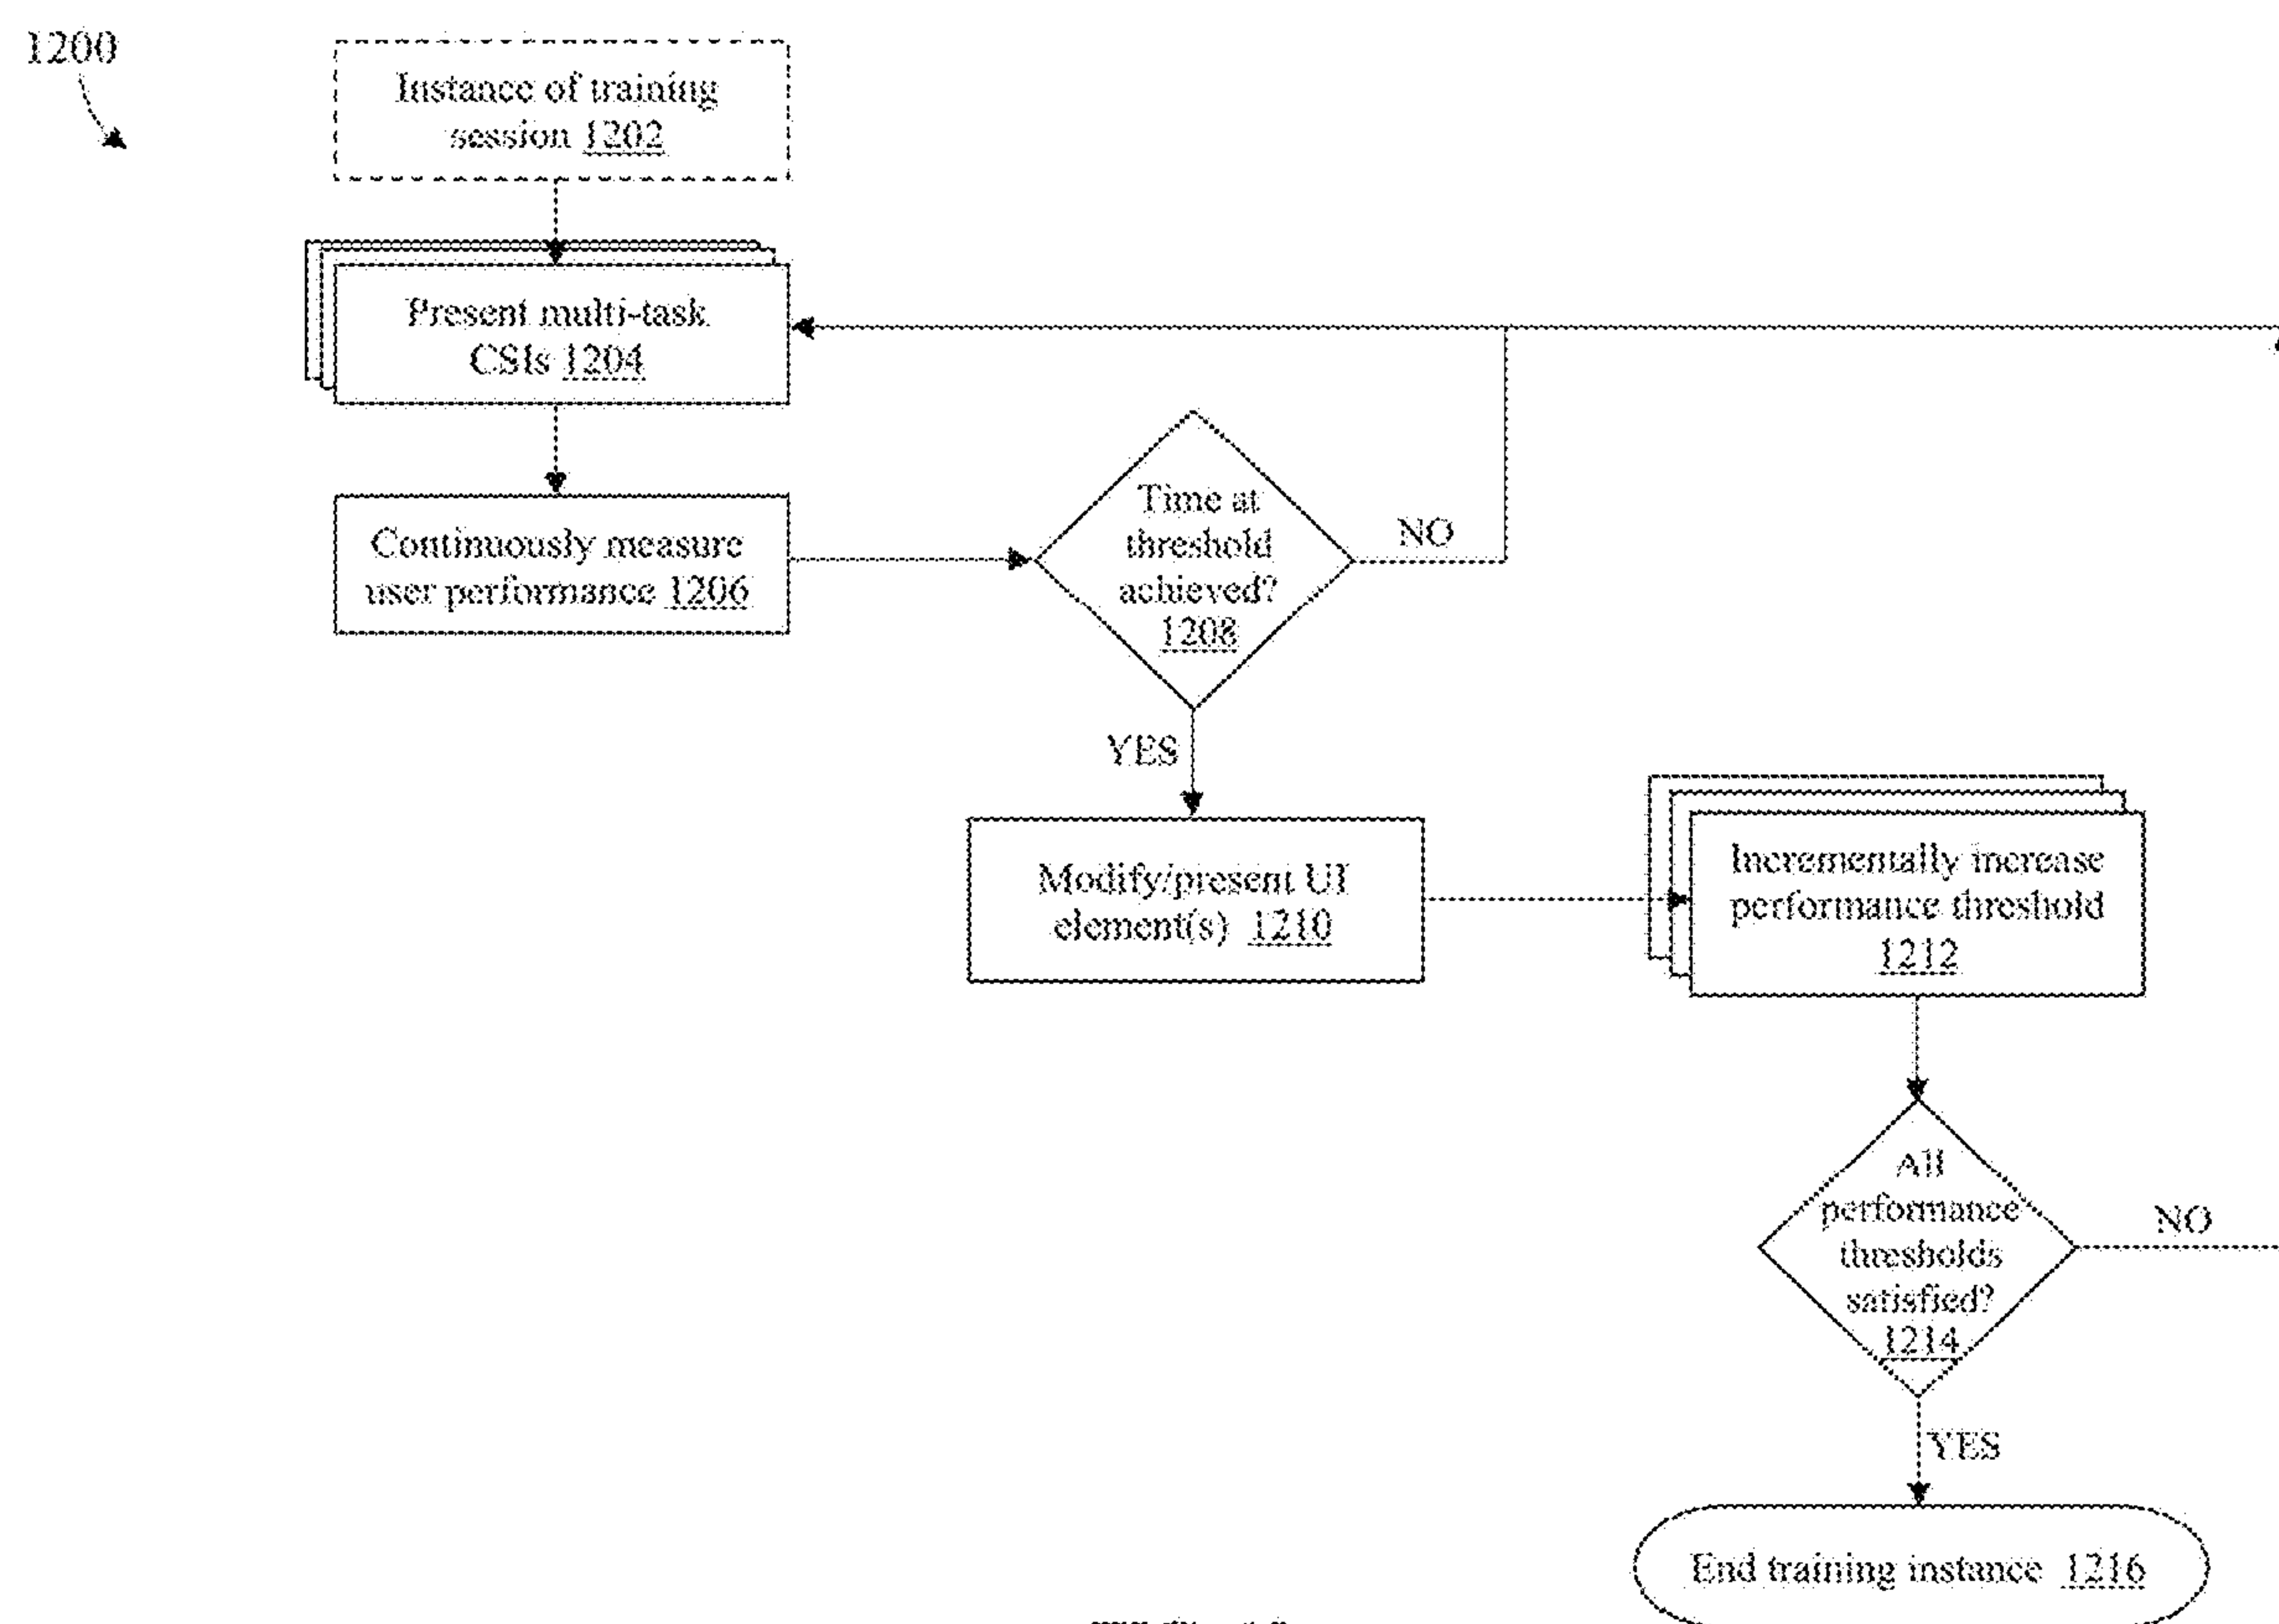 1200
Instance of training
session 1202
Present multi-task
CSIs 1204
Continuously measure
user performance 1206
Time at
threshold
achieved?
1208
NO
YES
Modify/present UI
element(s) 1210
Incrementally increase
performance threshold
1212
All
performance
thresholds
satisfied?
1214
NO
YES
End training instance 1216